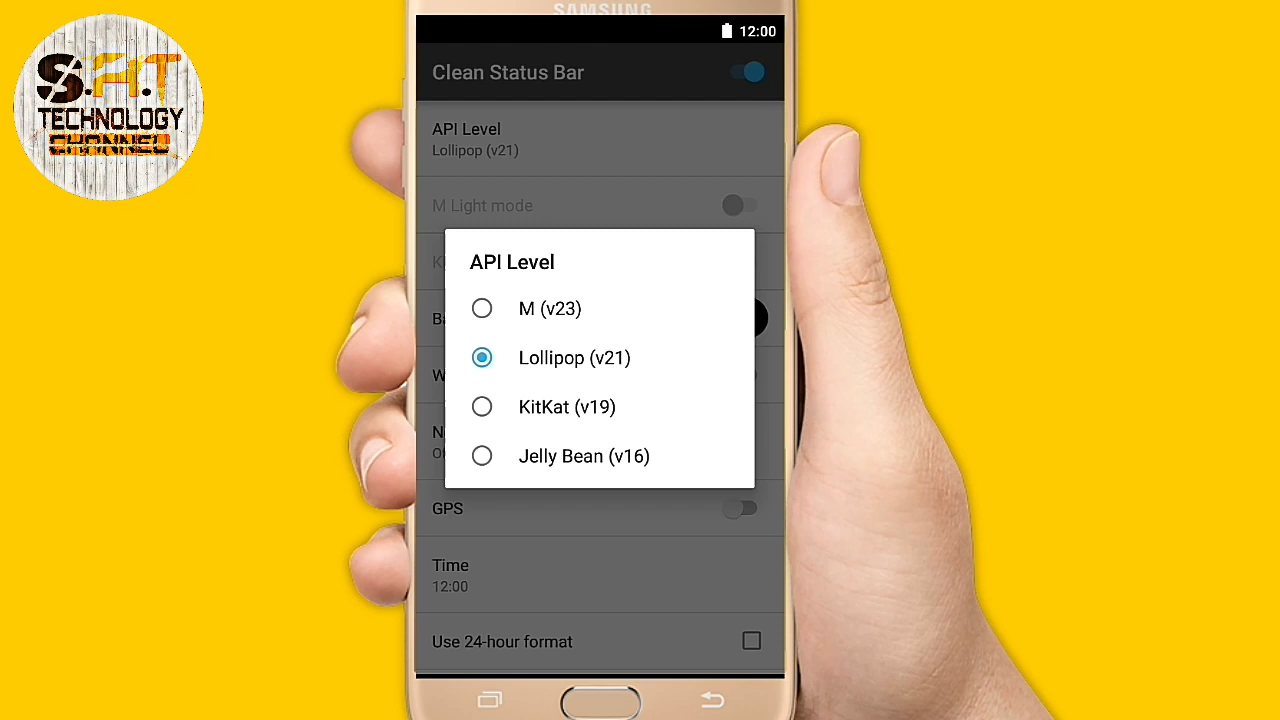 SAMSUNG
S.H.T
TECHNOLOGY
CHANNEL
12:00
Clean Status Bar
API Level
Lollipop (v21)
M Light mode
API Level
M (v23)
Lollipop (v21)
KitKat (v19)
Jelly Bean (v16)
GPS
Time
12:00
Use 24-hour format